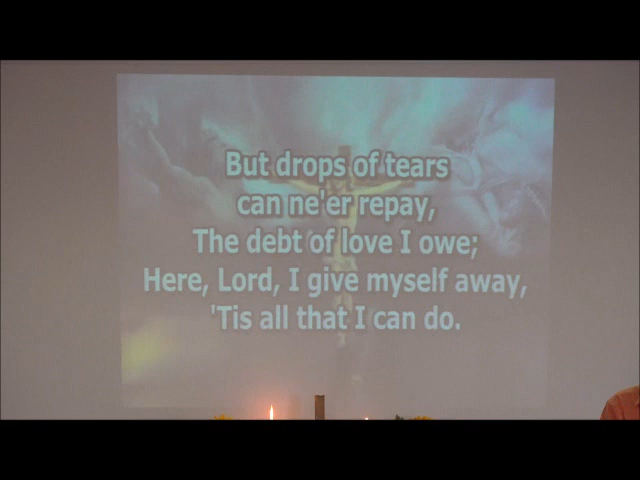 But drops of tears
can ne'er repay,
The debt of love I owe;
Here, Lord, I give myself away,
'Tis all that I can do.